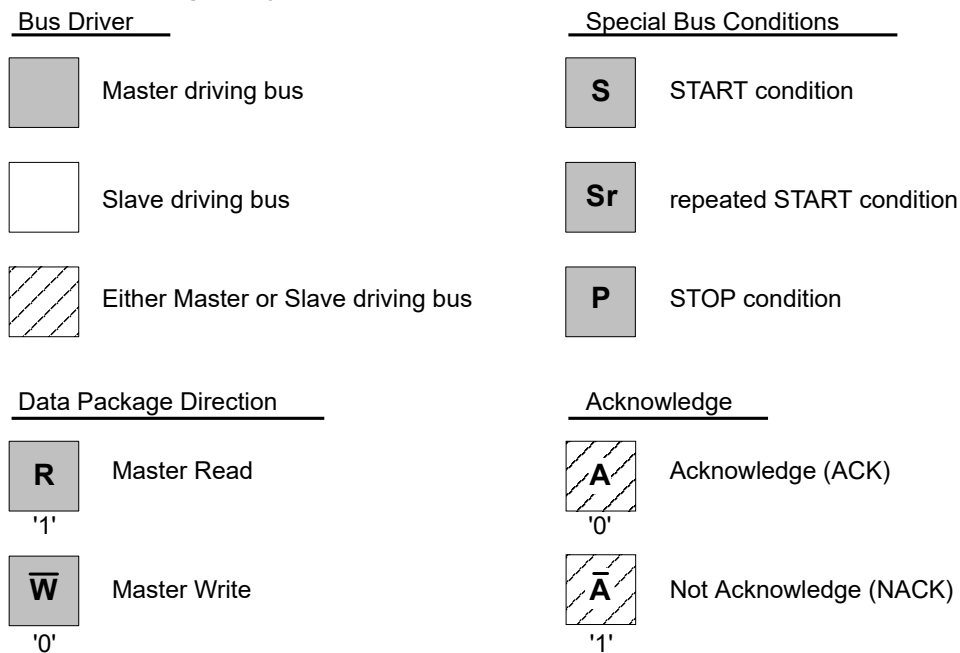 Bus Driver
Master driving bus
Slave driving bus
Either Master or Slave driving bus
Special Bus Conditions
S START condition
Sr repeated START condition
P STOP condition
Data Package Direction
R Master Read
'1'
W̅ Master Write
'0'
Acknowledge
A Acknowledge (ACK)
'0'
A̅ Not Acknowledge (NACK)
'1'